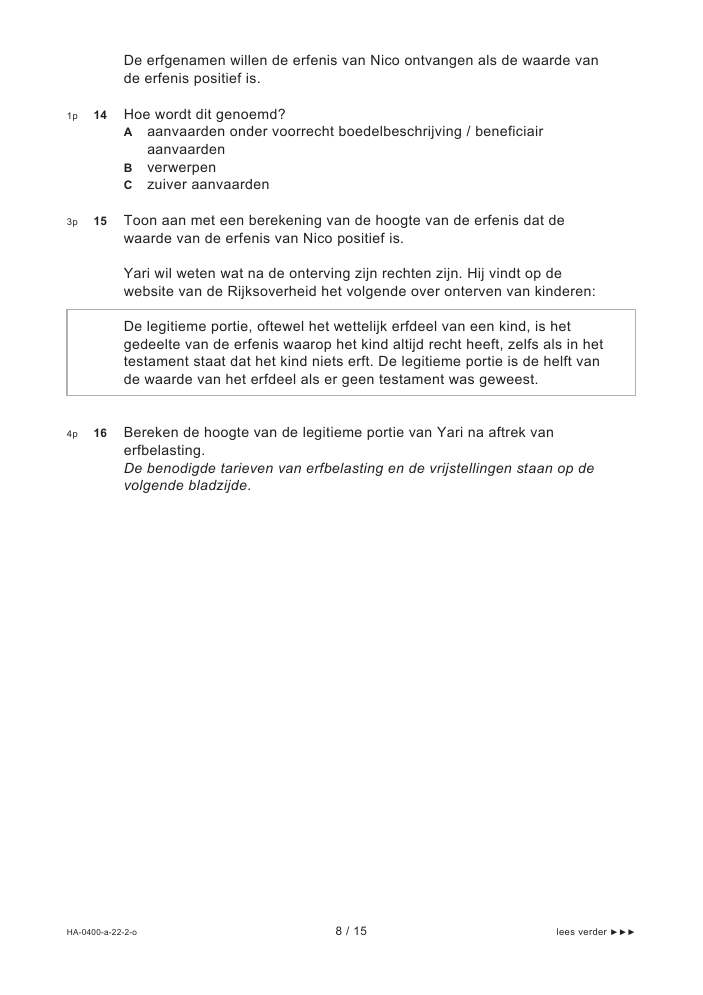 De erfgenamen willen de erfenis van Nico ontvangen als de waarde van
de erfenis positief is.
1p 14 Hoe wordt dit genoemd?
A aanvaarden onder voorrecht boedelbeschrijving / beneficiair
aanvaarden
B verwerpen
C zuiver aanvaarden
3p 15 Toon aan met een berekening van de hoogte van de erfenis dat de
waarde van de erfenis van Nico positief is.
Yari wil weten wat na de onterving zijn rechten zijn. Hij vindt op de
website van de Rijksoverheid het volgende over onterven van kinderen:
De legitieme portie, oftewel het wettelijk erfdeel van een kind, is het
gedeelte van de erfenis waarop het kind altijd recht heeft, zelfs als in het
testament staat dat het kind niets erft. De legitieme portie is de helft van
de waarde van het erfdeel als er geen testament was geweest.
4p 16 Bereken de hoogte van de legitieme portie van Yari na aftrek van
erfbelasting.
De benodigde tarieven van erfbelasting en de vrijstellingen staan op de
volgende bladzijde.
HA-0400-a-22-2-o 8 / 15 lees verder ►►►